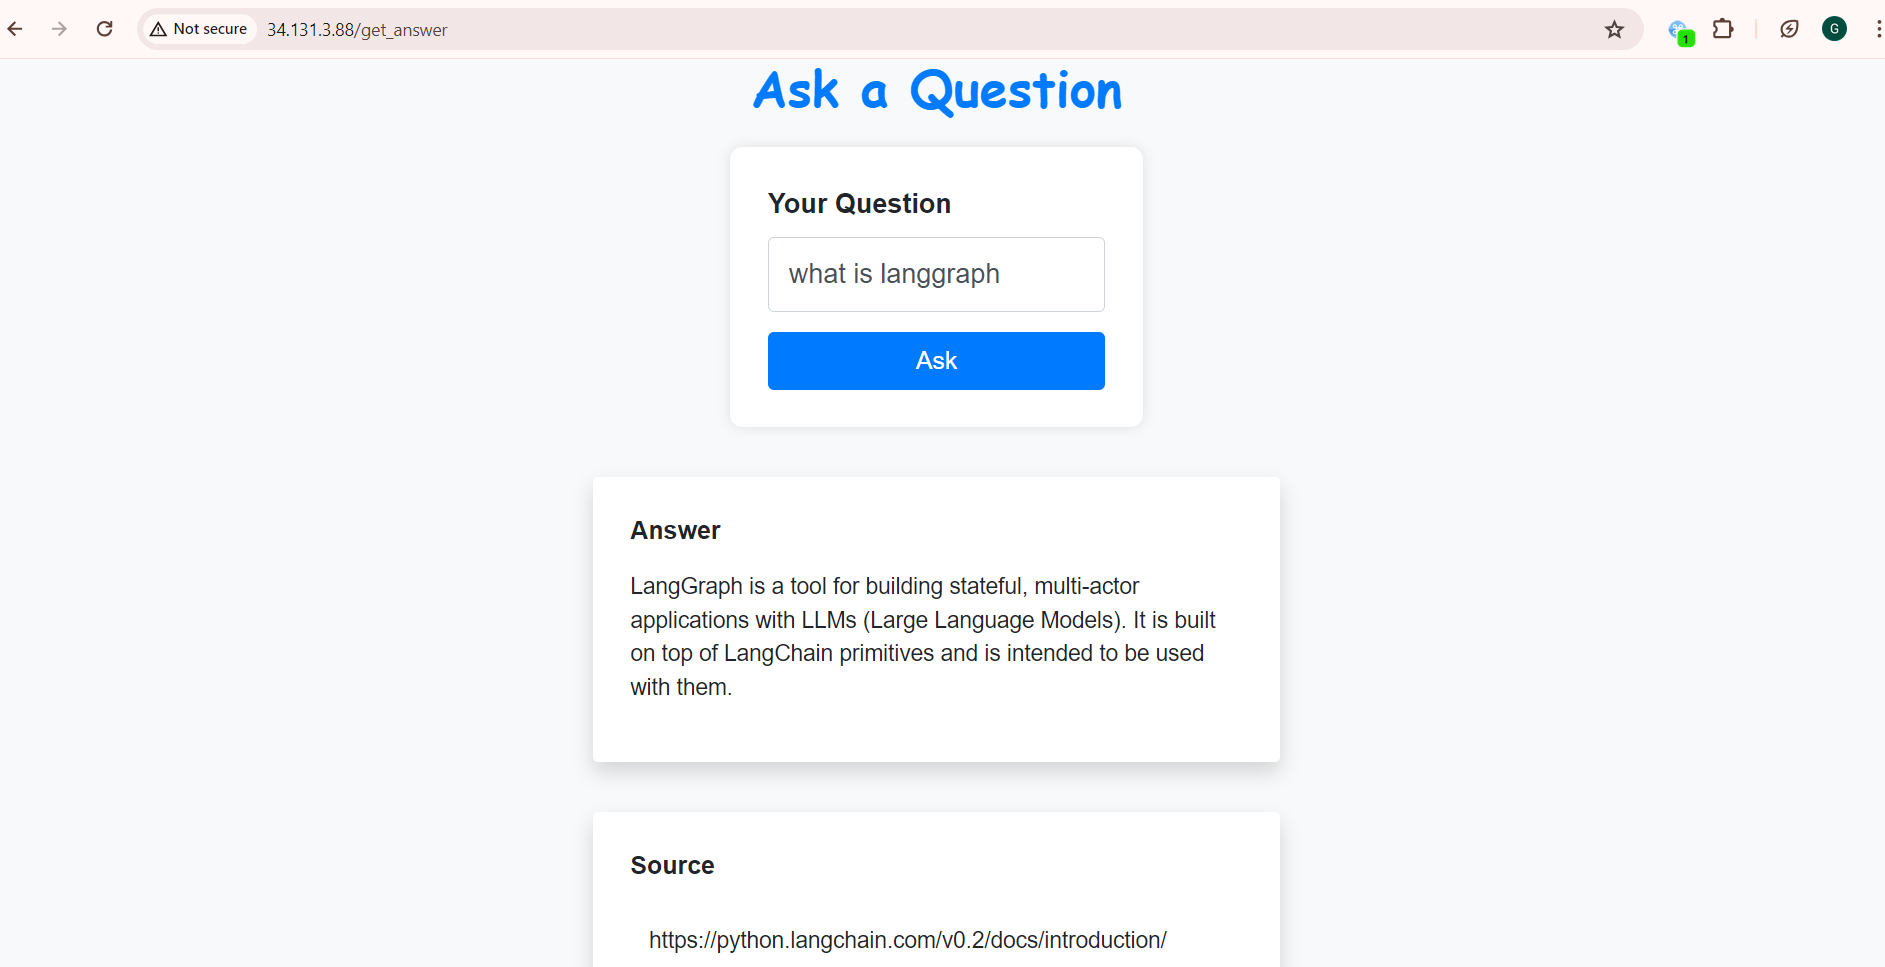 Not secure 34.131.3.88/get_answer
1
G
Ask a Question
Your Question
what is langgraph
Ask
Answer
LangGraph is a tool for building stateful, multi-actor
applications with LLMs (Large Language Models). It is built
on top of LangChain primitives and is intended to be used
with them.
Source
https://python.langchain.com/v0.2/docs/introduction/